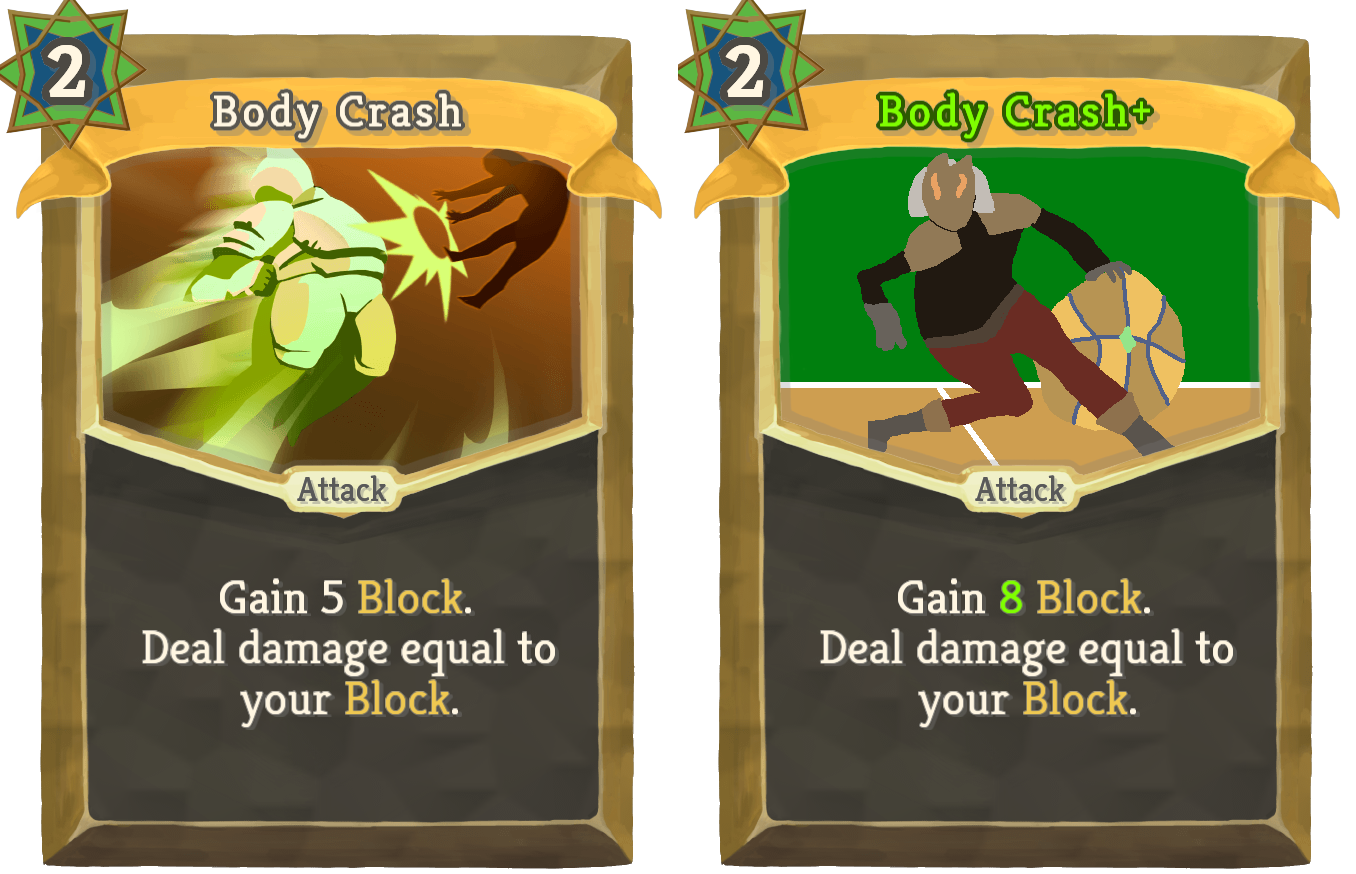 2
Body Crash
Attack
Gain 5 Block.
Deal damage equal to
your Block.
2
Body Crash+
Attack
Gain 8 Block.
Deal damage equal to
your Block.